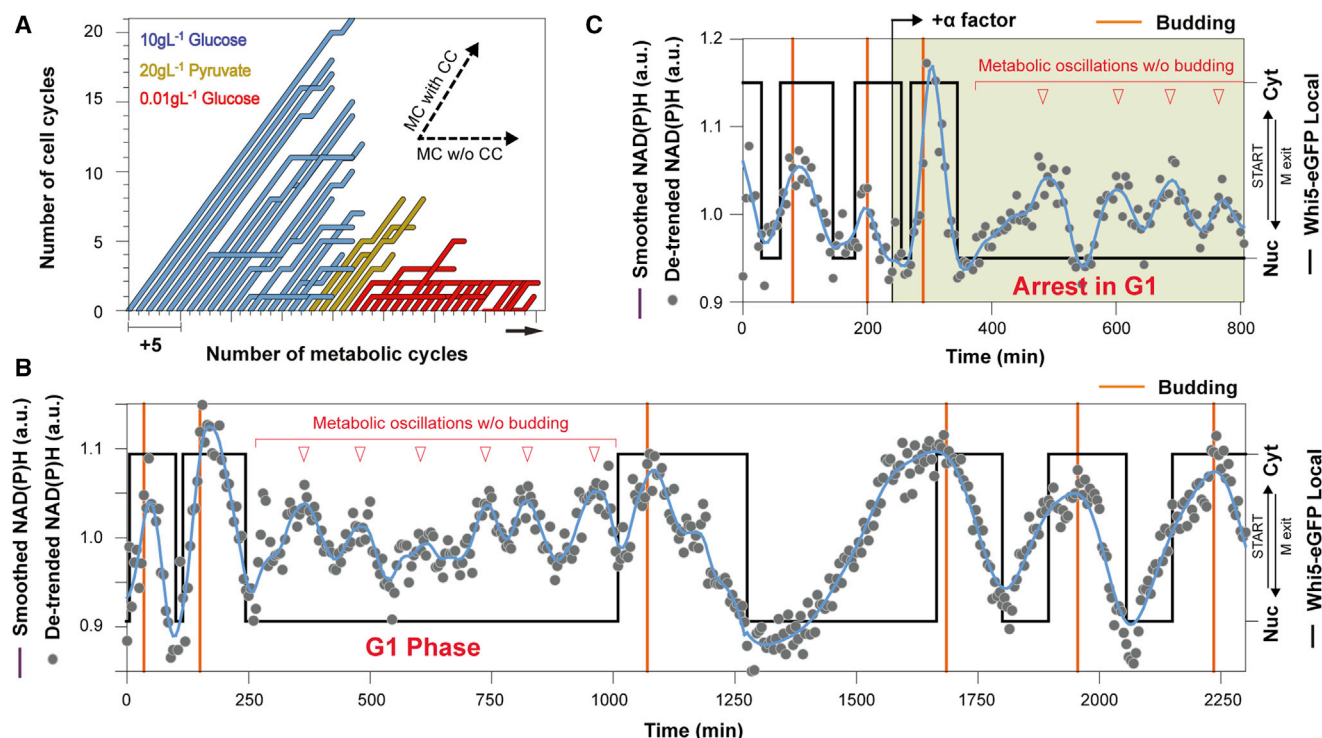 A
Number of cell cycles
20
15
10
5
0
10gL-1 Glucose
20gL-1 Pyruvate
0.01gL-1 Glucose
MC with CC
MC w/o CC
+5
Number of metabolic cycles
C
+α factor
Budding
Smoothed NAD(P)H (a.u.)
De-trended NAD(P)H (a.u.)
1.2
1.1
1.0
0.9
Metabolic oscillations w/o budding
Arrest in G1
0
200
400
600
800
Time (min)
Cyt
START
M exit
Nuc
Whi5-eGFP Local
B
Budding
Smoothed NAD(P)H (a.u.)
De-trended NAD(P)H (a.u.)
1.1
1.0
0.9
Metabolic oscillations w/o budding
G1 Phase
0
250
500
750
1000
1250
1500
1750
2000
2250
Time (min)
Cyt
START
M exit
Nuc
Whi5-eGFP Local